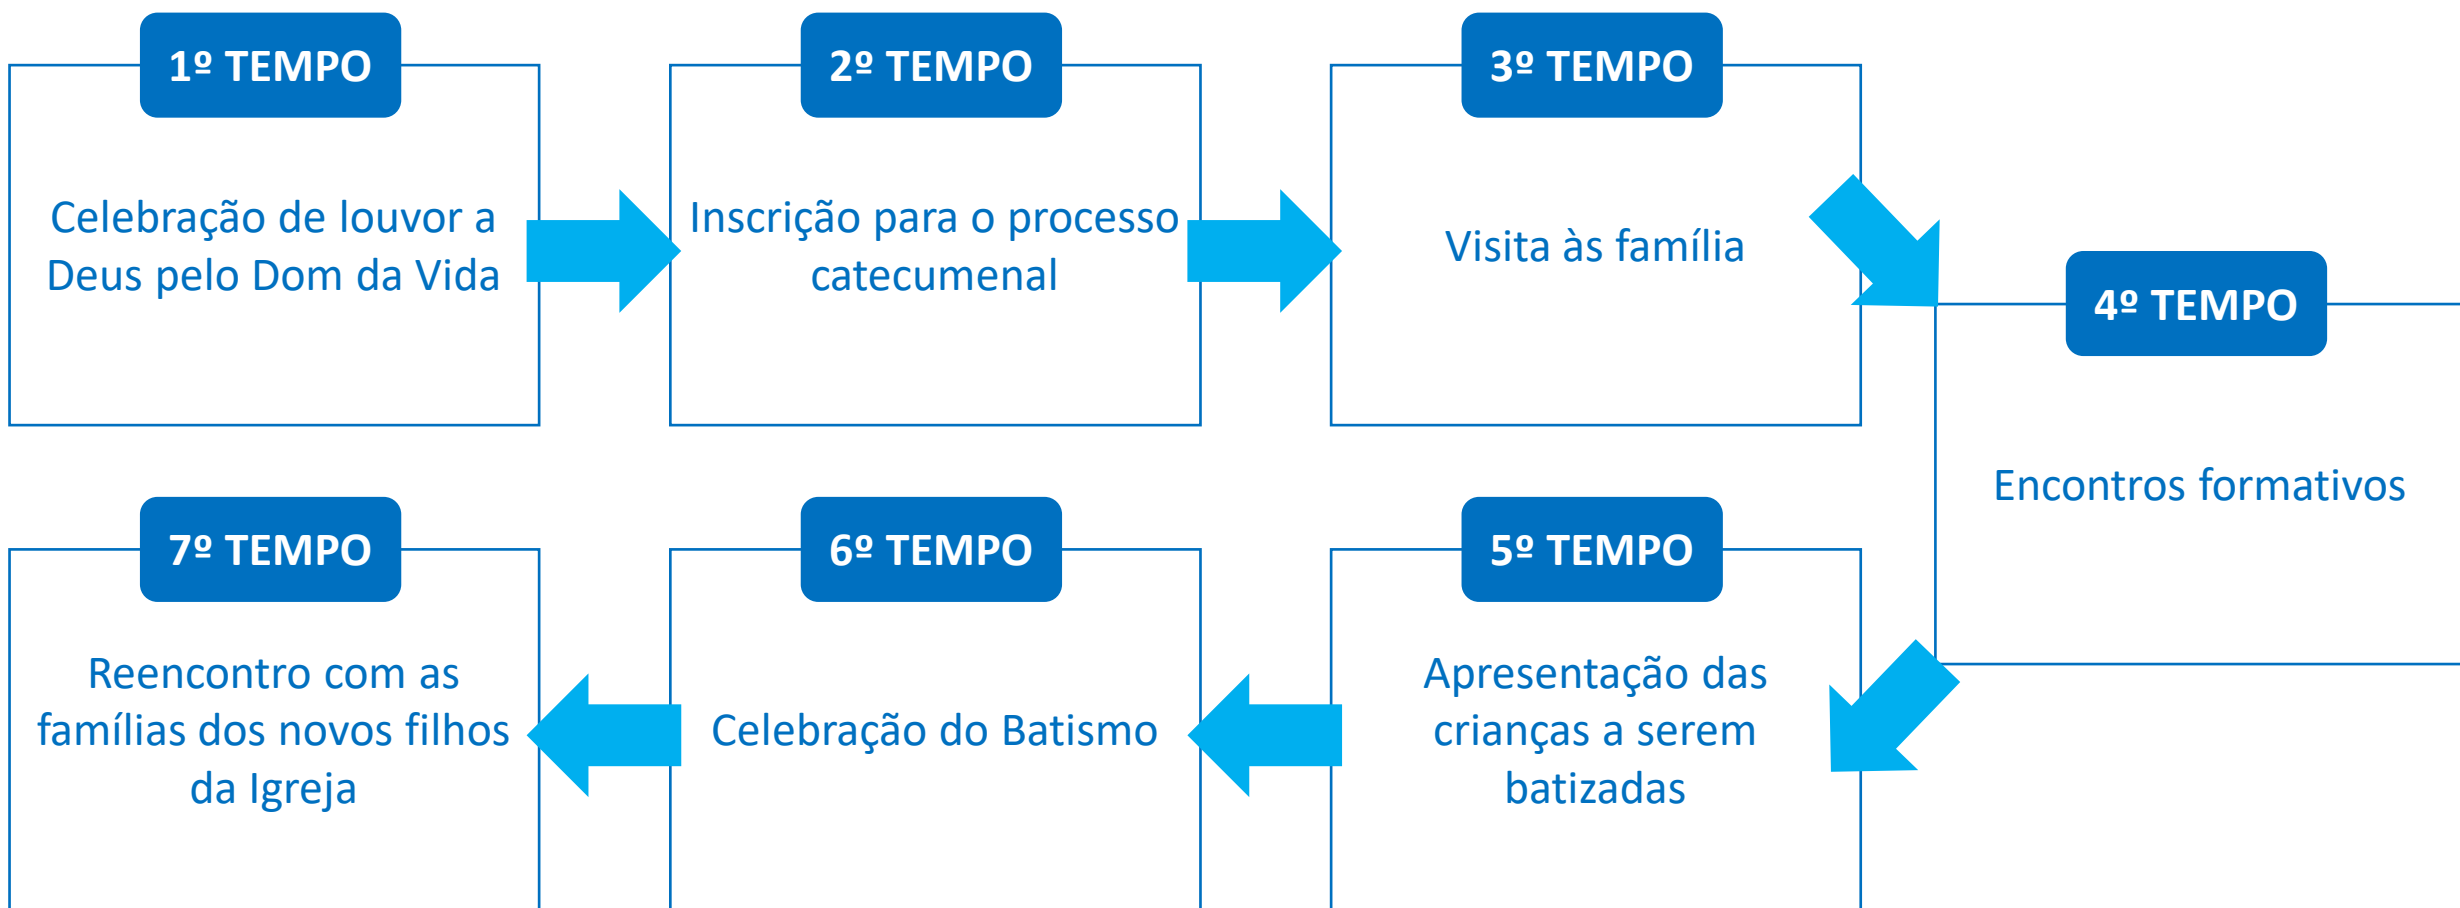 1º TEMPO
Celebração de louvor a
Deus pelo Dom da Vida
2º TEMPO
Inscrição para o processo
catecumenal
3º TEMPO
Visita às família
4º TEMPO
Encontros formativos
5º TEMPO
Apresentação das
crianças a serem
batizadas
6º TEMPO
Celebração do Batismo
7º TEMPO
Reencontro com as
famílias dos novos filhos
da Igreja